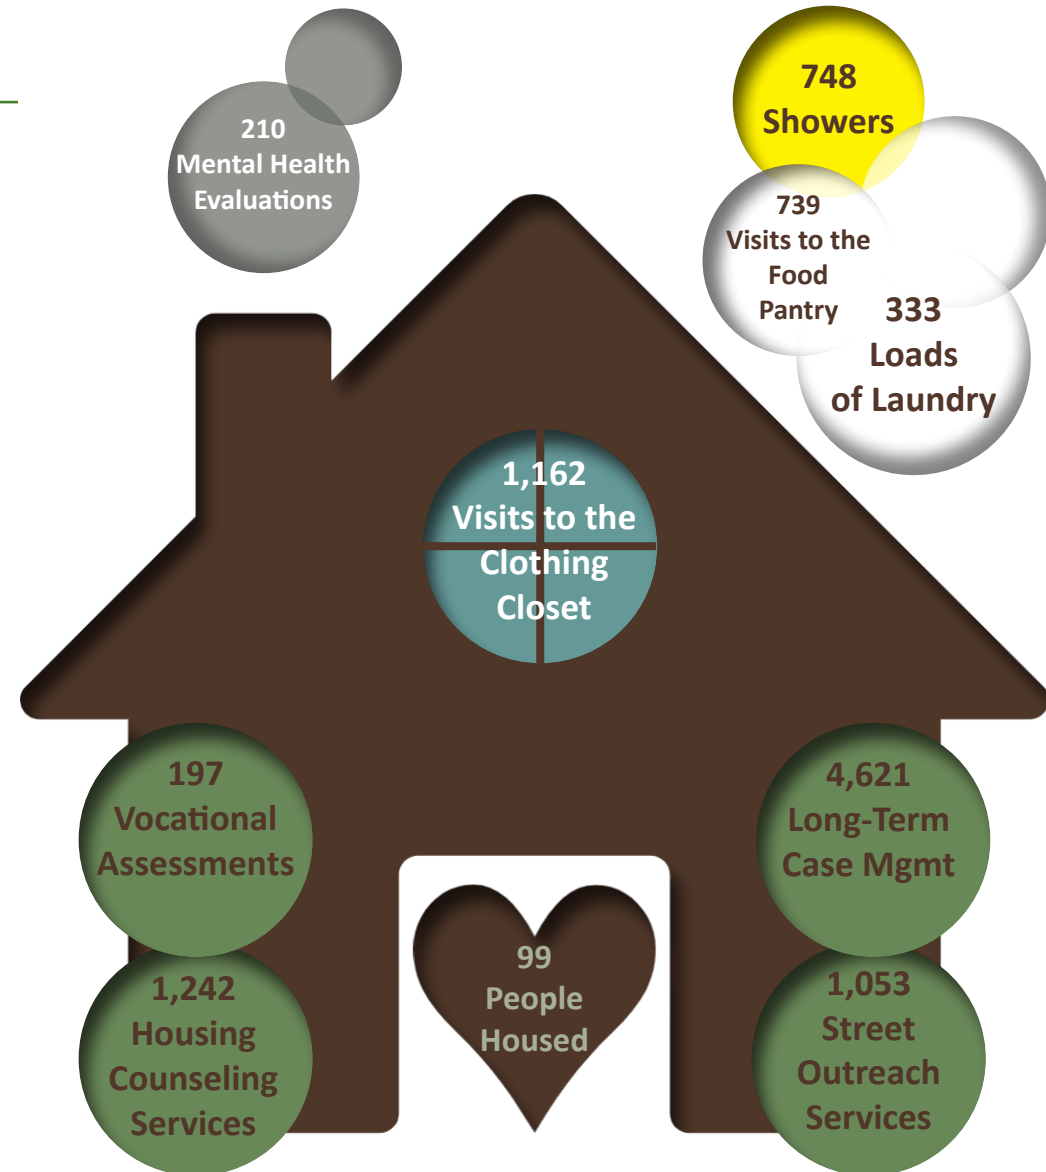 210
Mental Health
Evaluations
748
Showers
739
Visits to the
Food
Pantry
333
Loads
of Laundry
1,162
Visits to the
Clothing
Closet
197
Vocational
Assessments
4,621
Long-Term
Case Mgmt
1,242
Housing
Counseling
Services
99
People
Housed
1,053
Street
Outreach
Services